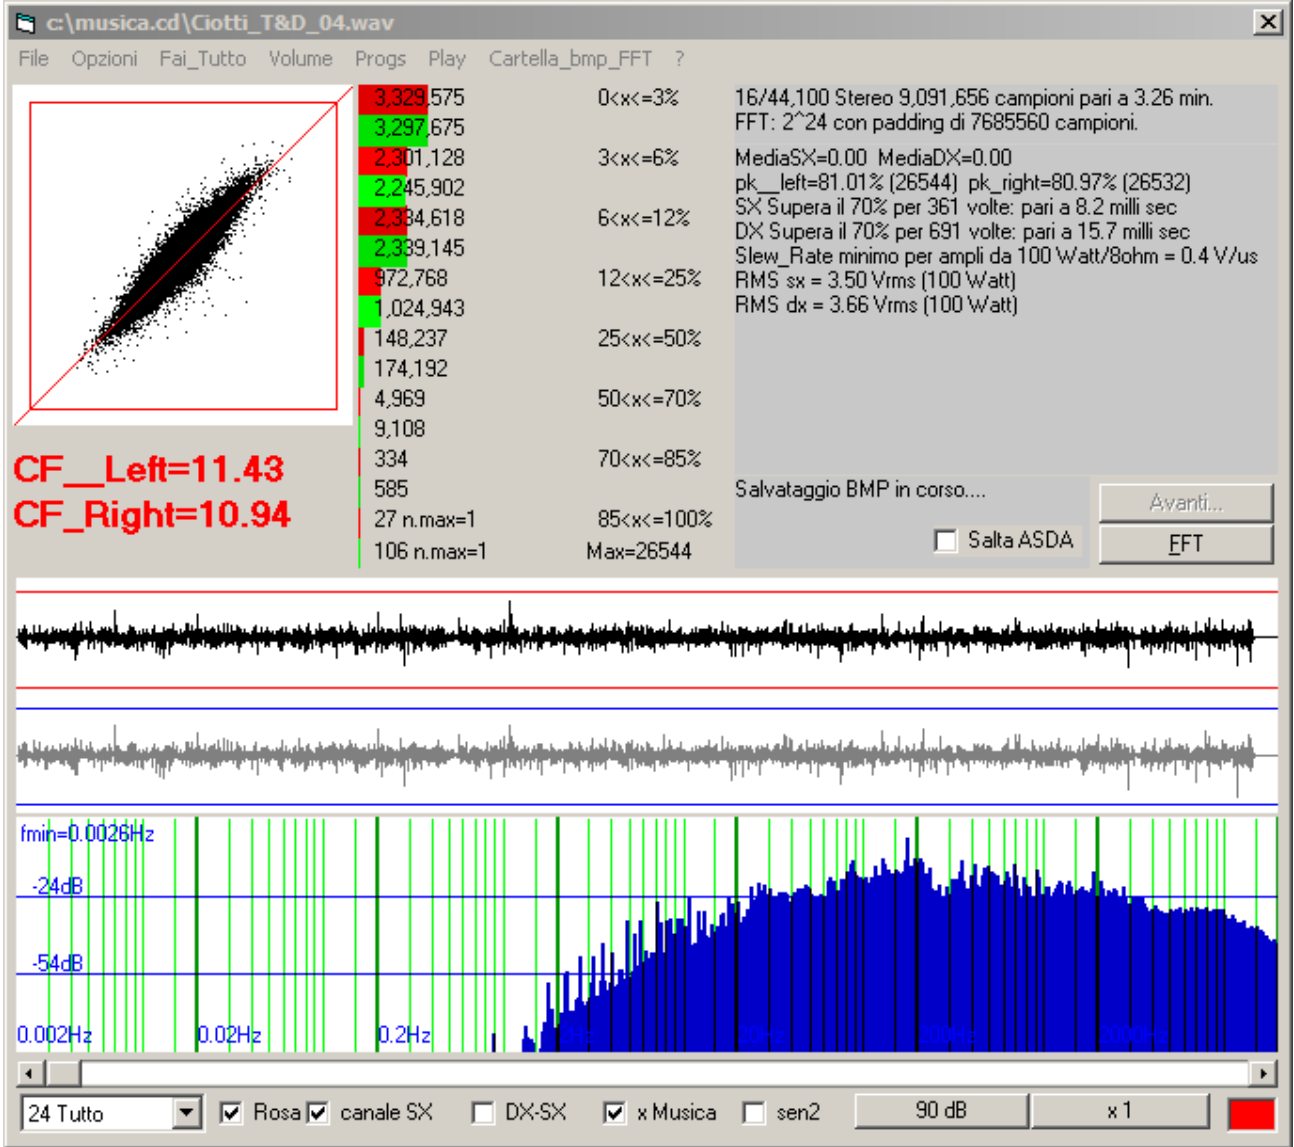 c:\musica.cd\Ciotti_T&D_04.wav
File Opzioni Fai_Tutto Volume Progs Play Cartella_bmp_FFT ?
3,329,575 0<x<=3%
3,297,675
2,301,128 3<x<=6%
2,245,902
2,334,618 6<x<=12%
2,339,145
972,768 12<x<=25%
1,024,943
148,237 25<x<=50%
174,192
4,969 50<x<=70%
9,108
334 70<x<=85%
585
27 n.max=1 85<x<=100%
106 n.max=1 Max=26544
16/44,100 Stereo 9,091,656 campioni pari a 3.26 min.
FFT: 2^24 con padding di 7685560 campioni.
MediaSX=0.00 MediaDX=0.00
pk__left=81.01% (26544) pk_right=80.97% (26532)
SX Supera il 70% per 361 volte: pari a 8.2 milli sec
DX Supera il 70% per 691 volte: pari a 15.7 milli sec
Slew_Rate minimo per ampli da 100 Watt/8ohm = 0.4 V/us
RMS sx = 3.50 Vrms (100 Watt)
RMS dx = 3.66 Vrms (100 Watt)
CF__Left=11.43
CF_Right=10.94
Salvataggio BMP in corso....
Avanti...
Salta ASDA
FFT
fmin=0.0026Hz
-24dB
-54dB
0.002Hz 0.02Hz 0.2Hz 2Hz 20Hz 200Hz 2000Hz
24 Tutto Rosa canale SX DX-SX x Musica sen2 90 dB x 1